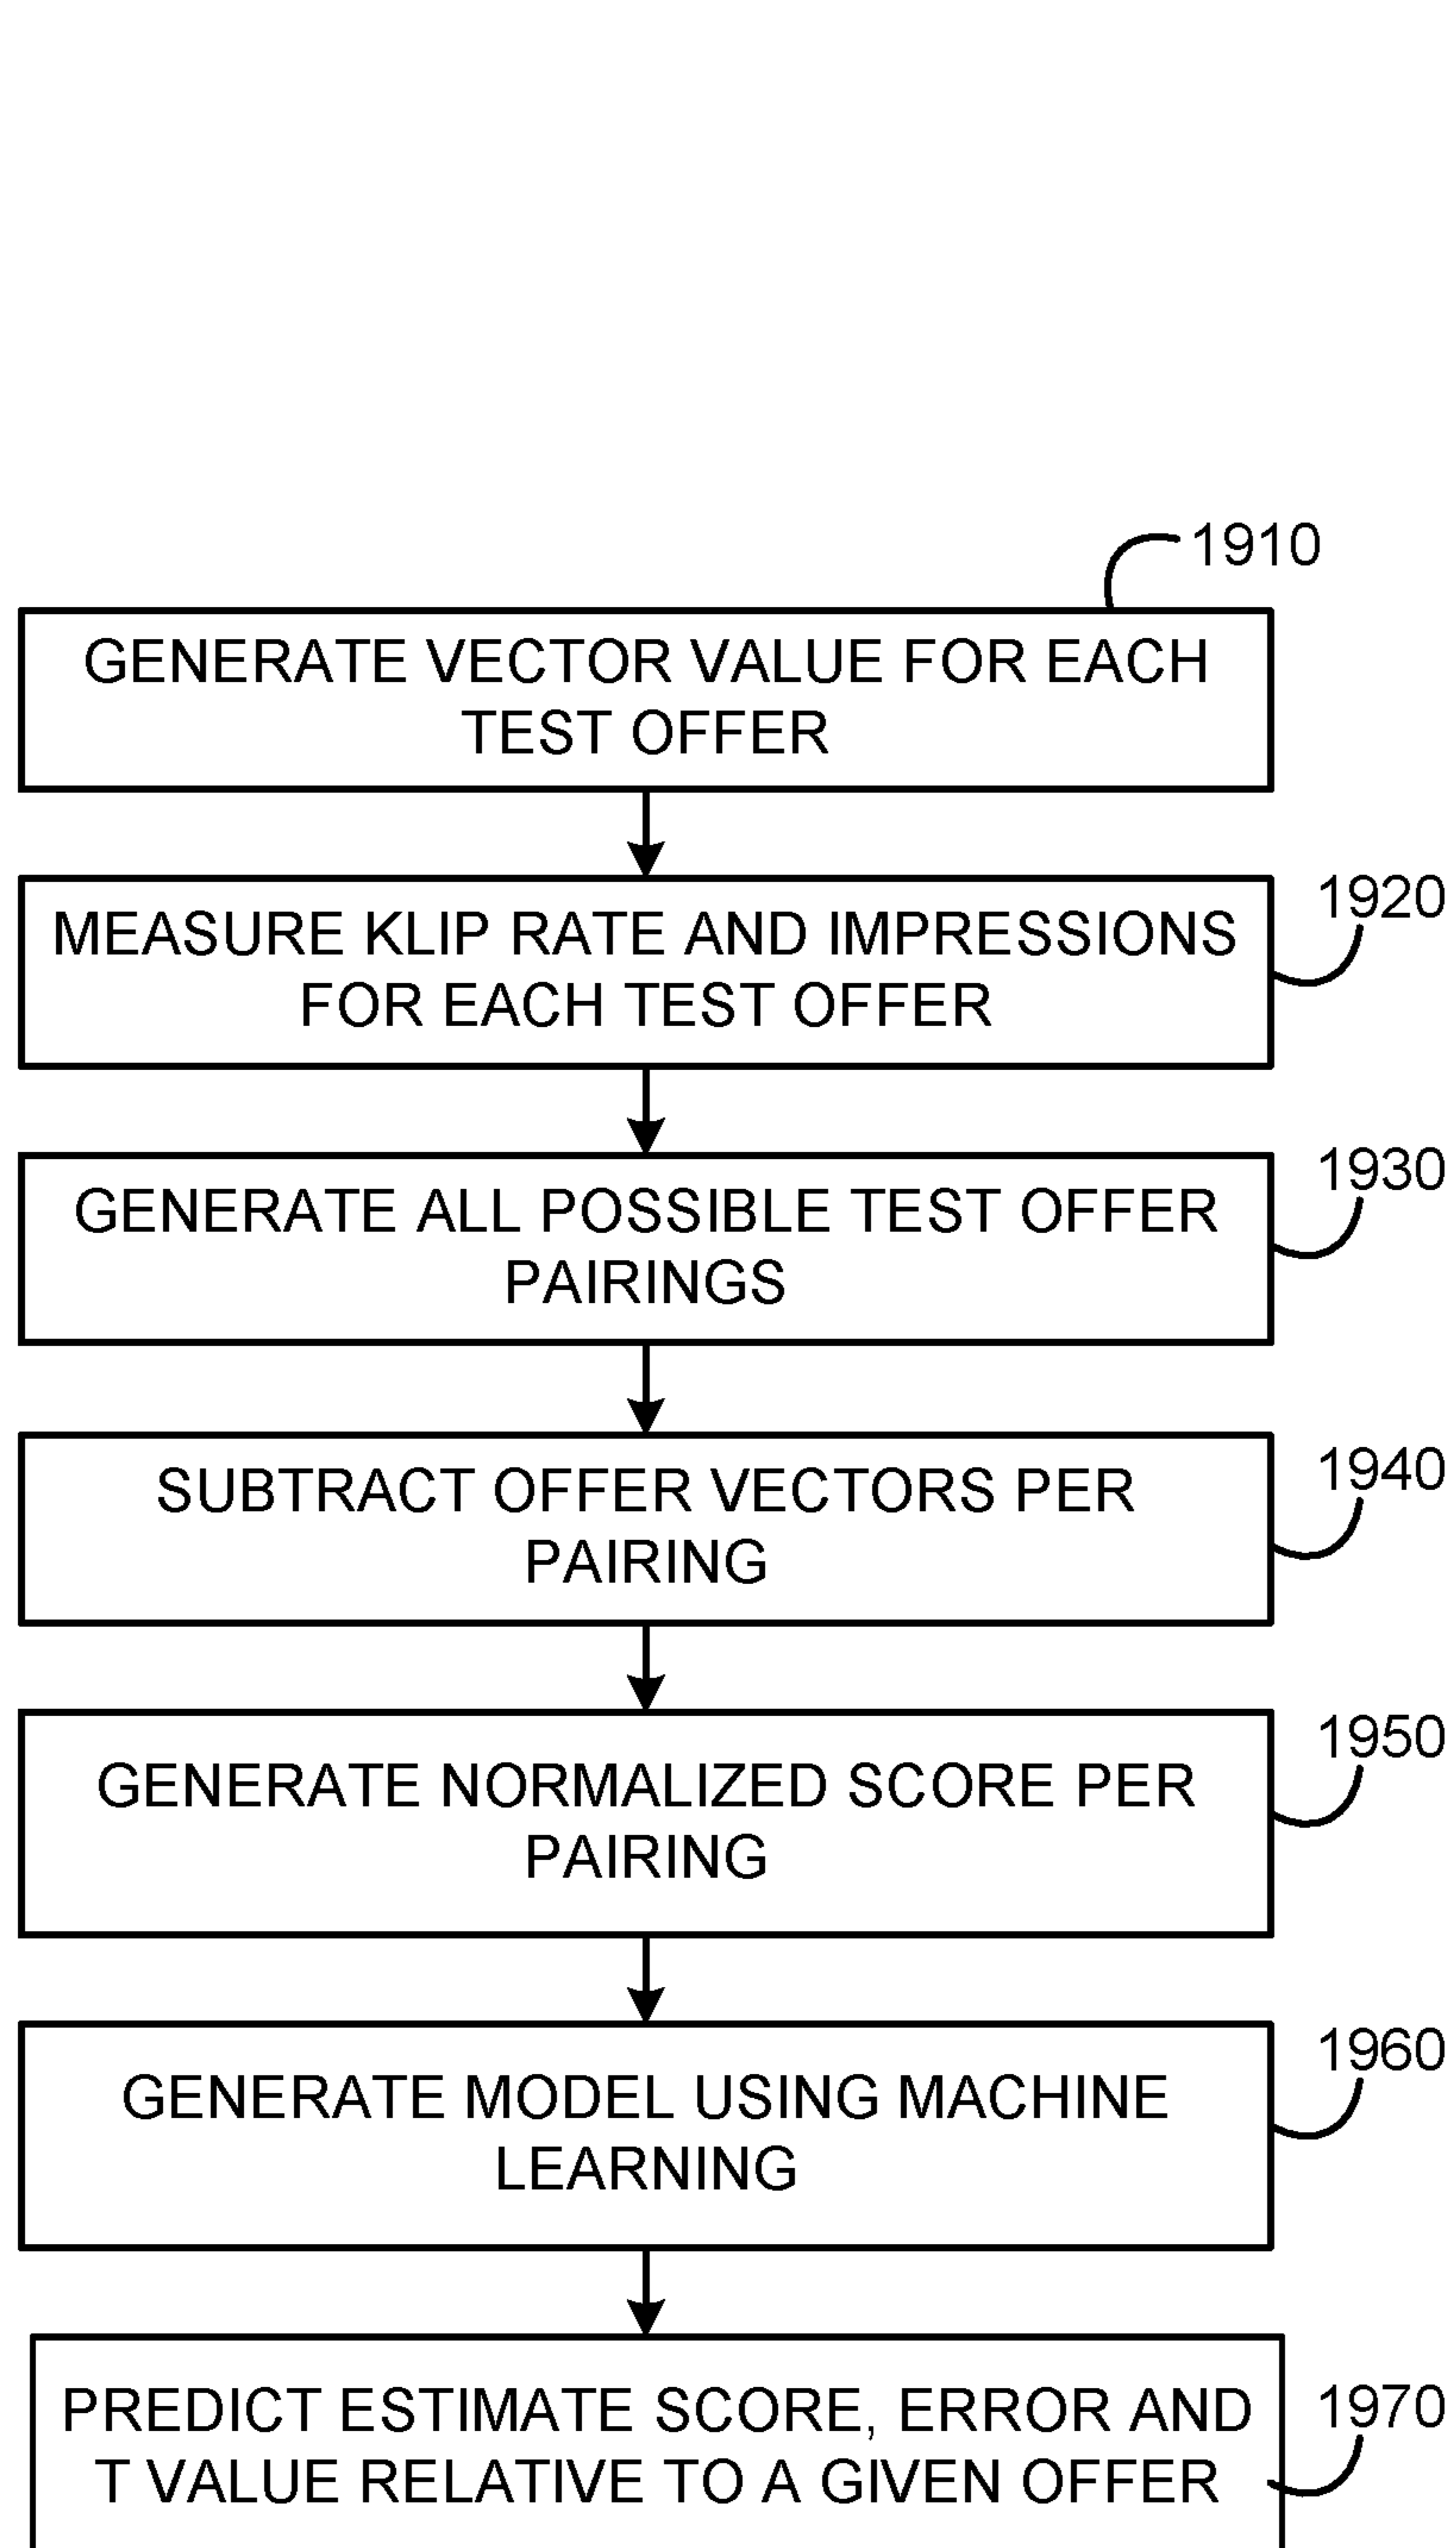 1910
GENERATE VECTOR VALUE FOR EACH
TEST OFFER
1920
MEASURE KLIP RATE AND IMPRESSIONS
FOR EACH TEST OFFER
1930
GENERATE ALL POSSIBLE TEST OFFER
PAIRINGS
1940
SUBTRACT OFFER VECTORS PER
PAIRING
1950
GENERATE NORMALIZED SCORE PER
PAIRING
1960
GENERATE MODEL USING MACHINE
LEARNING
1970
PREDICT ESTIMATE SCORE, ERROR AND
T VALUE RELATIVE TO A GIVEN OFFER